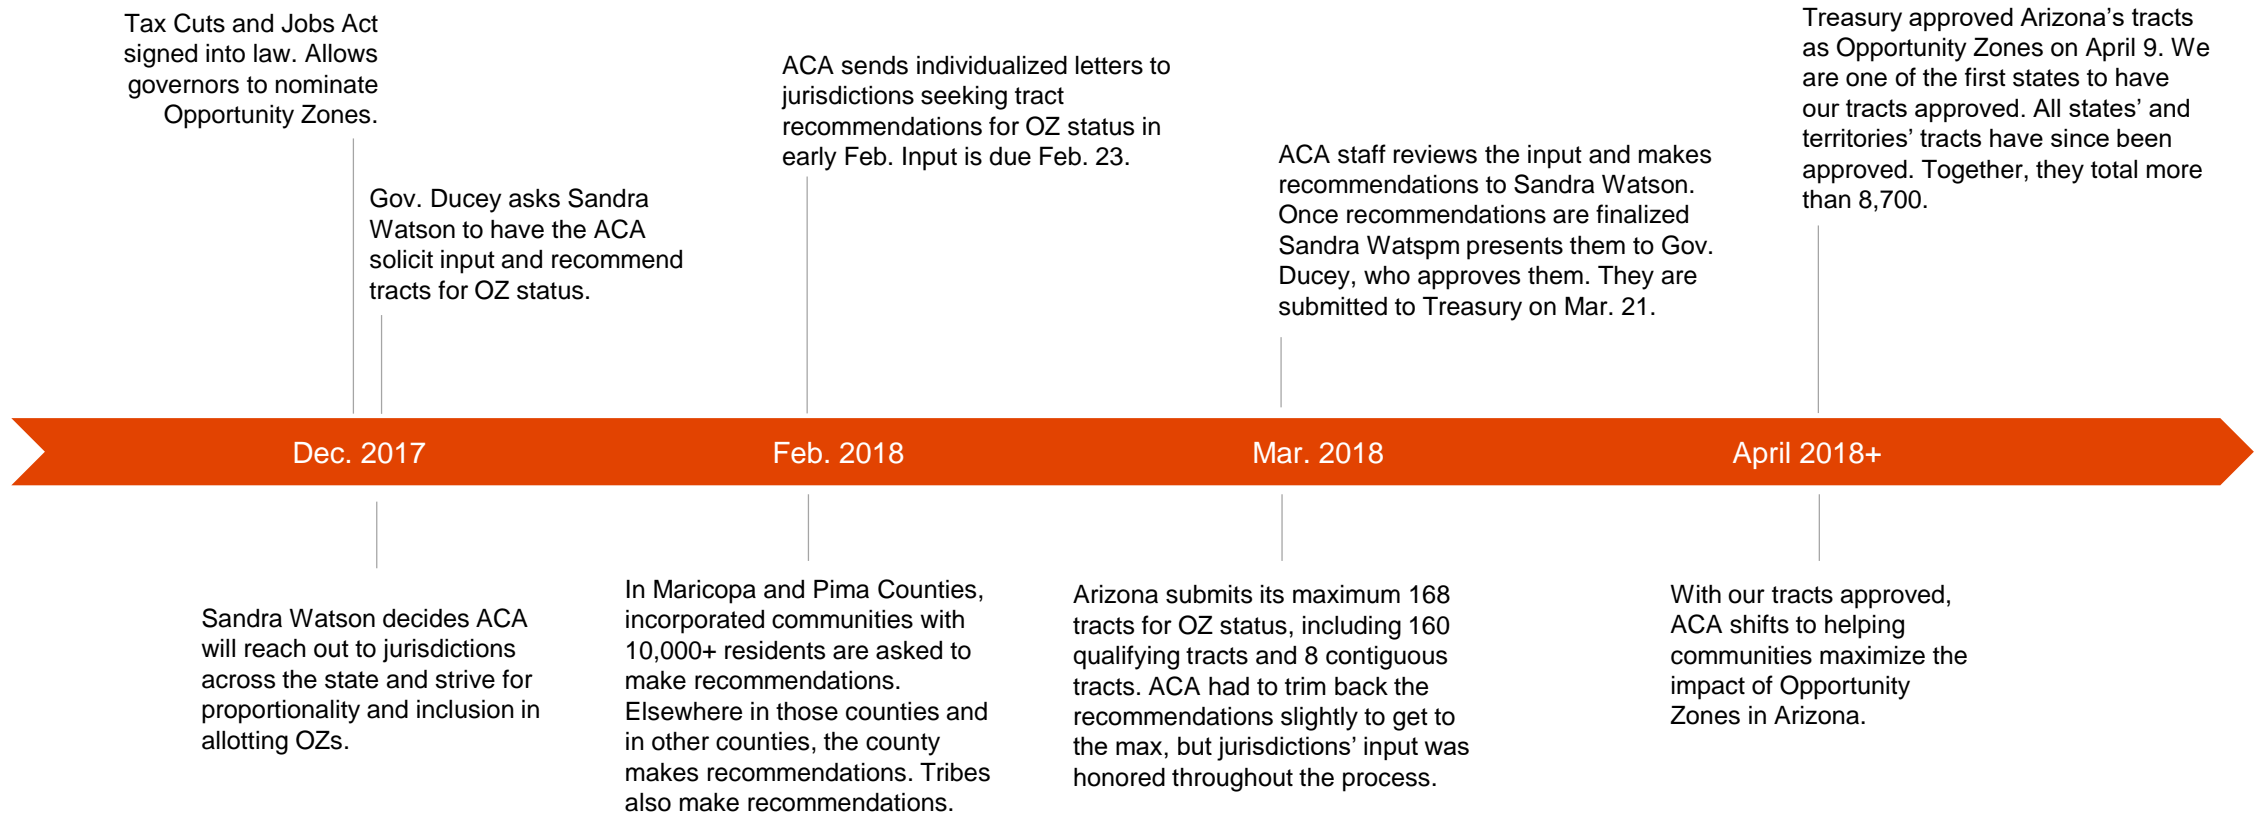 Tax Cuts and Jobs Act
signed into law. Allows
governors to nominate
Opportunity Zones.
Gov. Ducey asks Sandra
Watson to have the ACA
solicit input and recommend
tracts for OZ status.
ACA sends individualized letters to
jurisdictions seeking tract
recommendations for OZ status in
early Feb. Input is due Feb. 23.
ACA staff reviews the input and makes
recommendations to Sandra Watson.
Once recommendations are finalized
Sandra Watspm presents them to Gov.
Ducey, who approves them. They are
submitted to Treasury on Mar. 21.
Treasury approved Arizona’s tracts
as Opportunity Zones on April 9. We
are one of the first states to have
our tracts approved. All states’ and
territories’ tracts have since been
approved. Together, they total more
than 8,700.
Dec. 2017
Feb. 2018
Mar. 2018
April 2018+
Sandra Watson decides ACA
will reach out to jurisdictions
across the state and strive for
proportionality and inclusion in
allotting OZs.
In Maricopa and Pima Counties,
incorporated communities with
10,000+ residents are asked to
make recommendations.
Elsewhere in those counties and
in other counties, the county
makes recommendations. Tribes
also make recommendations.
Arizona submits its maximum 168
tracts for OZ status, including 160
qualifying tracts and 8 contiguous
tracts. ACA had to trim back the
recommendations slightly to get to
the max, but jurisdictions’ input was
honored throughout the process.
With our tracts approved,
ACA shifts to helping
communities maximize the
impact of Opportunity
Zones in Arizona.